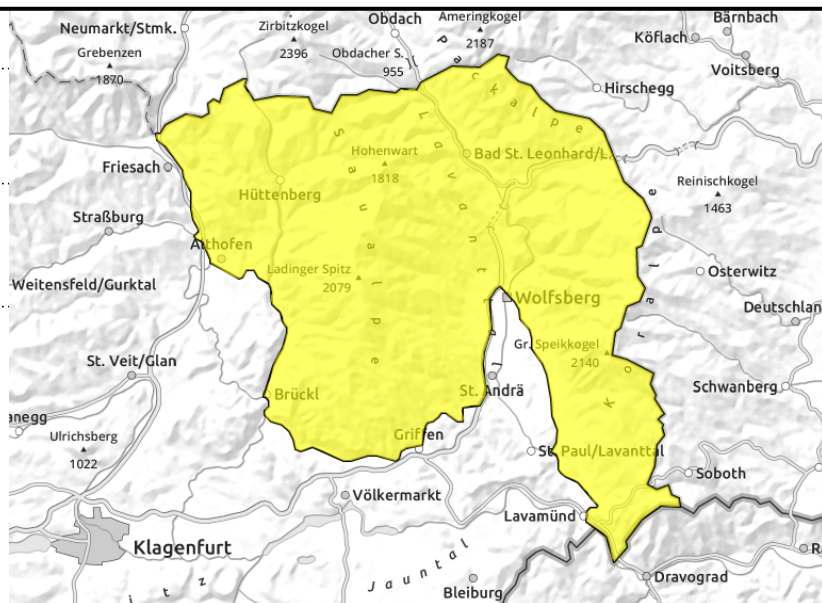 Neumarkt/Stmk.
Zirbitzkogel
2396
Obdach
Ameringkogel
2187
Bärnbach
Köflach
Voitsberg
Grebenzen
1870
Obdacher S.
955
Packalpe
Hirschegg
Friesach
Hohenwart
1818
Bad St. Leonhard/L.
Reinischkogel
1463
Hüttenberg
Saualpe
Lavanttal
Straßburg
Althofen
Ladinger Spitz
2079
Osterwitz
Weitensfeld/Gurktal
Wolfsberg
Koralpe
Deutschlan
Gr. Speikkogel
2140
St. Veit/Glan
St. Andrä
Schwanberg
Brückl
anegg
Ulrichsberg
1022
Griffen
St. Paul/Lavanttal
Soboth
Völkermarkt
Lavamünd
Klagenfurt
Jauntal
Dravograd
Bleiburg
itz